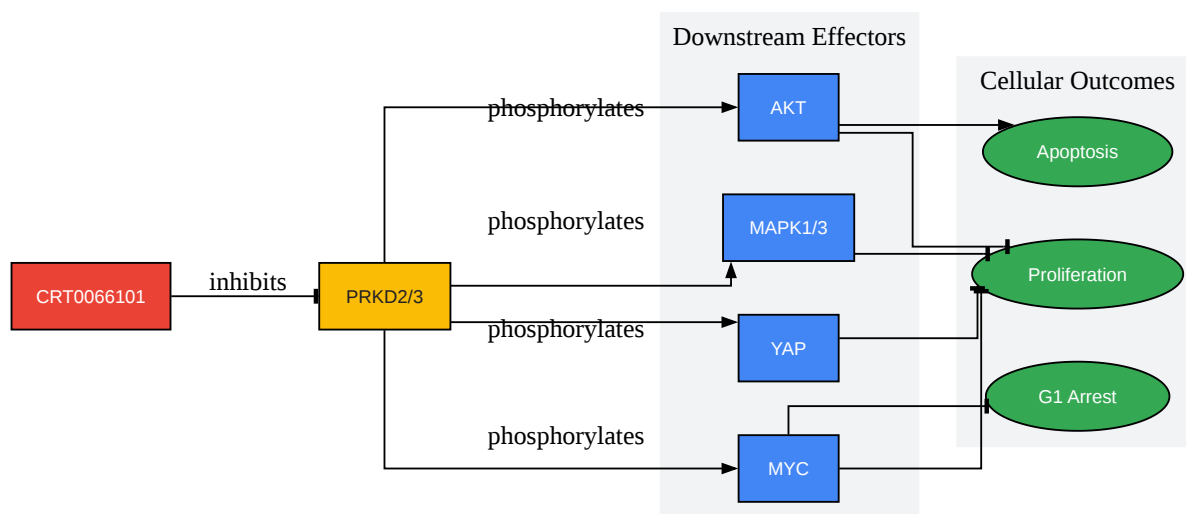 Downstream Effectors
Cellular Outcomes
phosphorylates
AKT
Apoptosis
phosphorylates
MAPK1/3
CRT0066101
inhibits
PRKD2/3
Proliferation
phosphorylates
YAP
G1 Arrest
phosphorylates
MYC